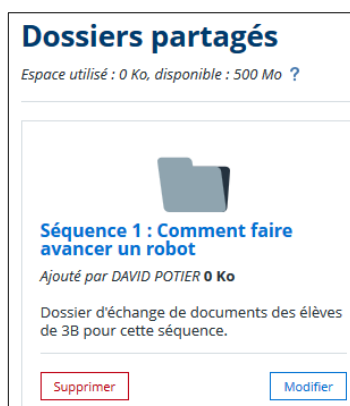 Dossiers partagés
Espace utilisé : 0 Ko, disponible : 500 Mo ?
Séquence 1 : Comment faire
avancer un robot
Ajouté par DAVID POTIER 0 Ko
Dossier d'échange de documents des élèves
de 3B pour cette séquence.
Supprimer
Modifier